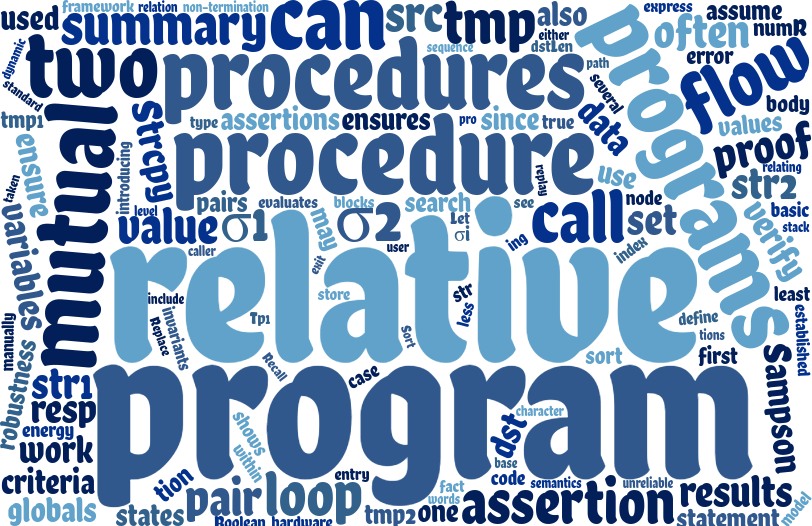 used
framework
relation
non-termination
can
src
tmp
also
express
assume
often
numR
summary
either
dstLen
sequence
error
dynamic
two
procedures
path
programs
flow
standard
several
body
tmp1
type
assertions
ensures
pro
since
true
data
values
proof
ensure
mutual
Strcpy
introducing
procedure
replay
use
relating
str2
taken
level
pairs
evaluates
blocks
search
see
node
basic
variables
value
σ1
may
σ2
Let
σi
call
set
verify
stack
caller
user
ing
index
exit
relative
include
store
str
less
define
least
manually
Replace
invariants
Tp1
Sort
tions
established
robustness
Recall
case
sort
first
str1
program
Sampson
resp
energy
shows
within
character
dst
work
base
criteria
tion
pair
loop
entry
fact
words
code
semantics
unreliable
results
globals
states
Boolean
hardware
tmp2
one
assertion
statement
model